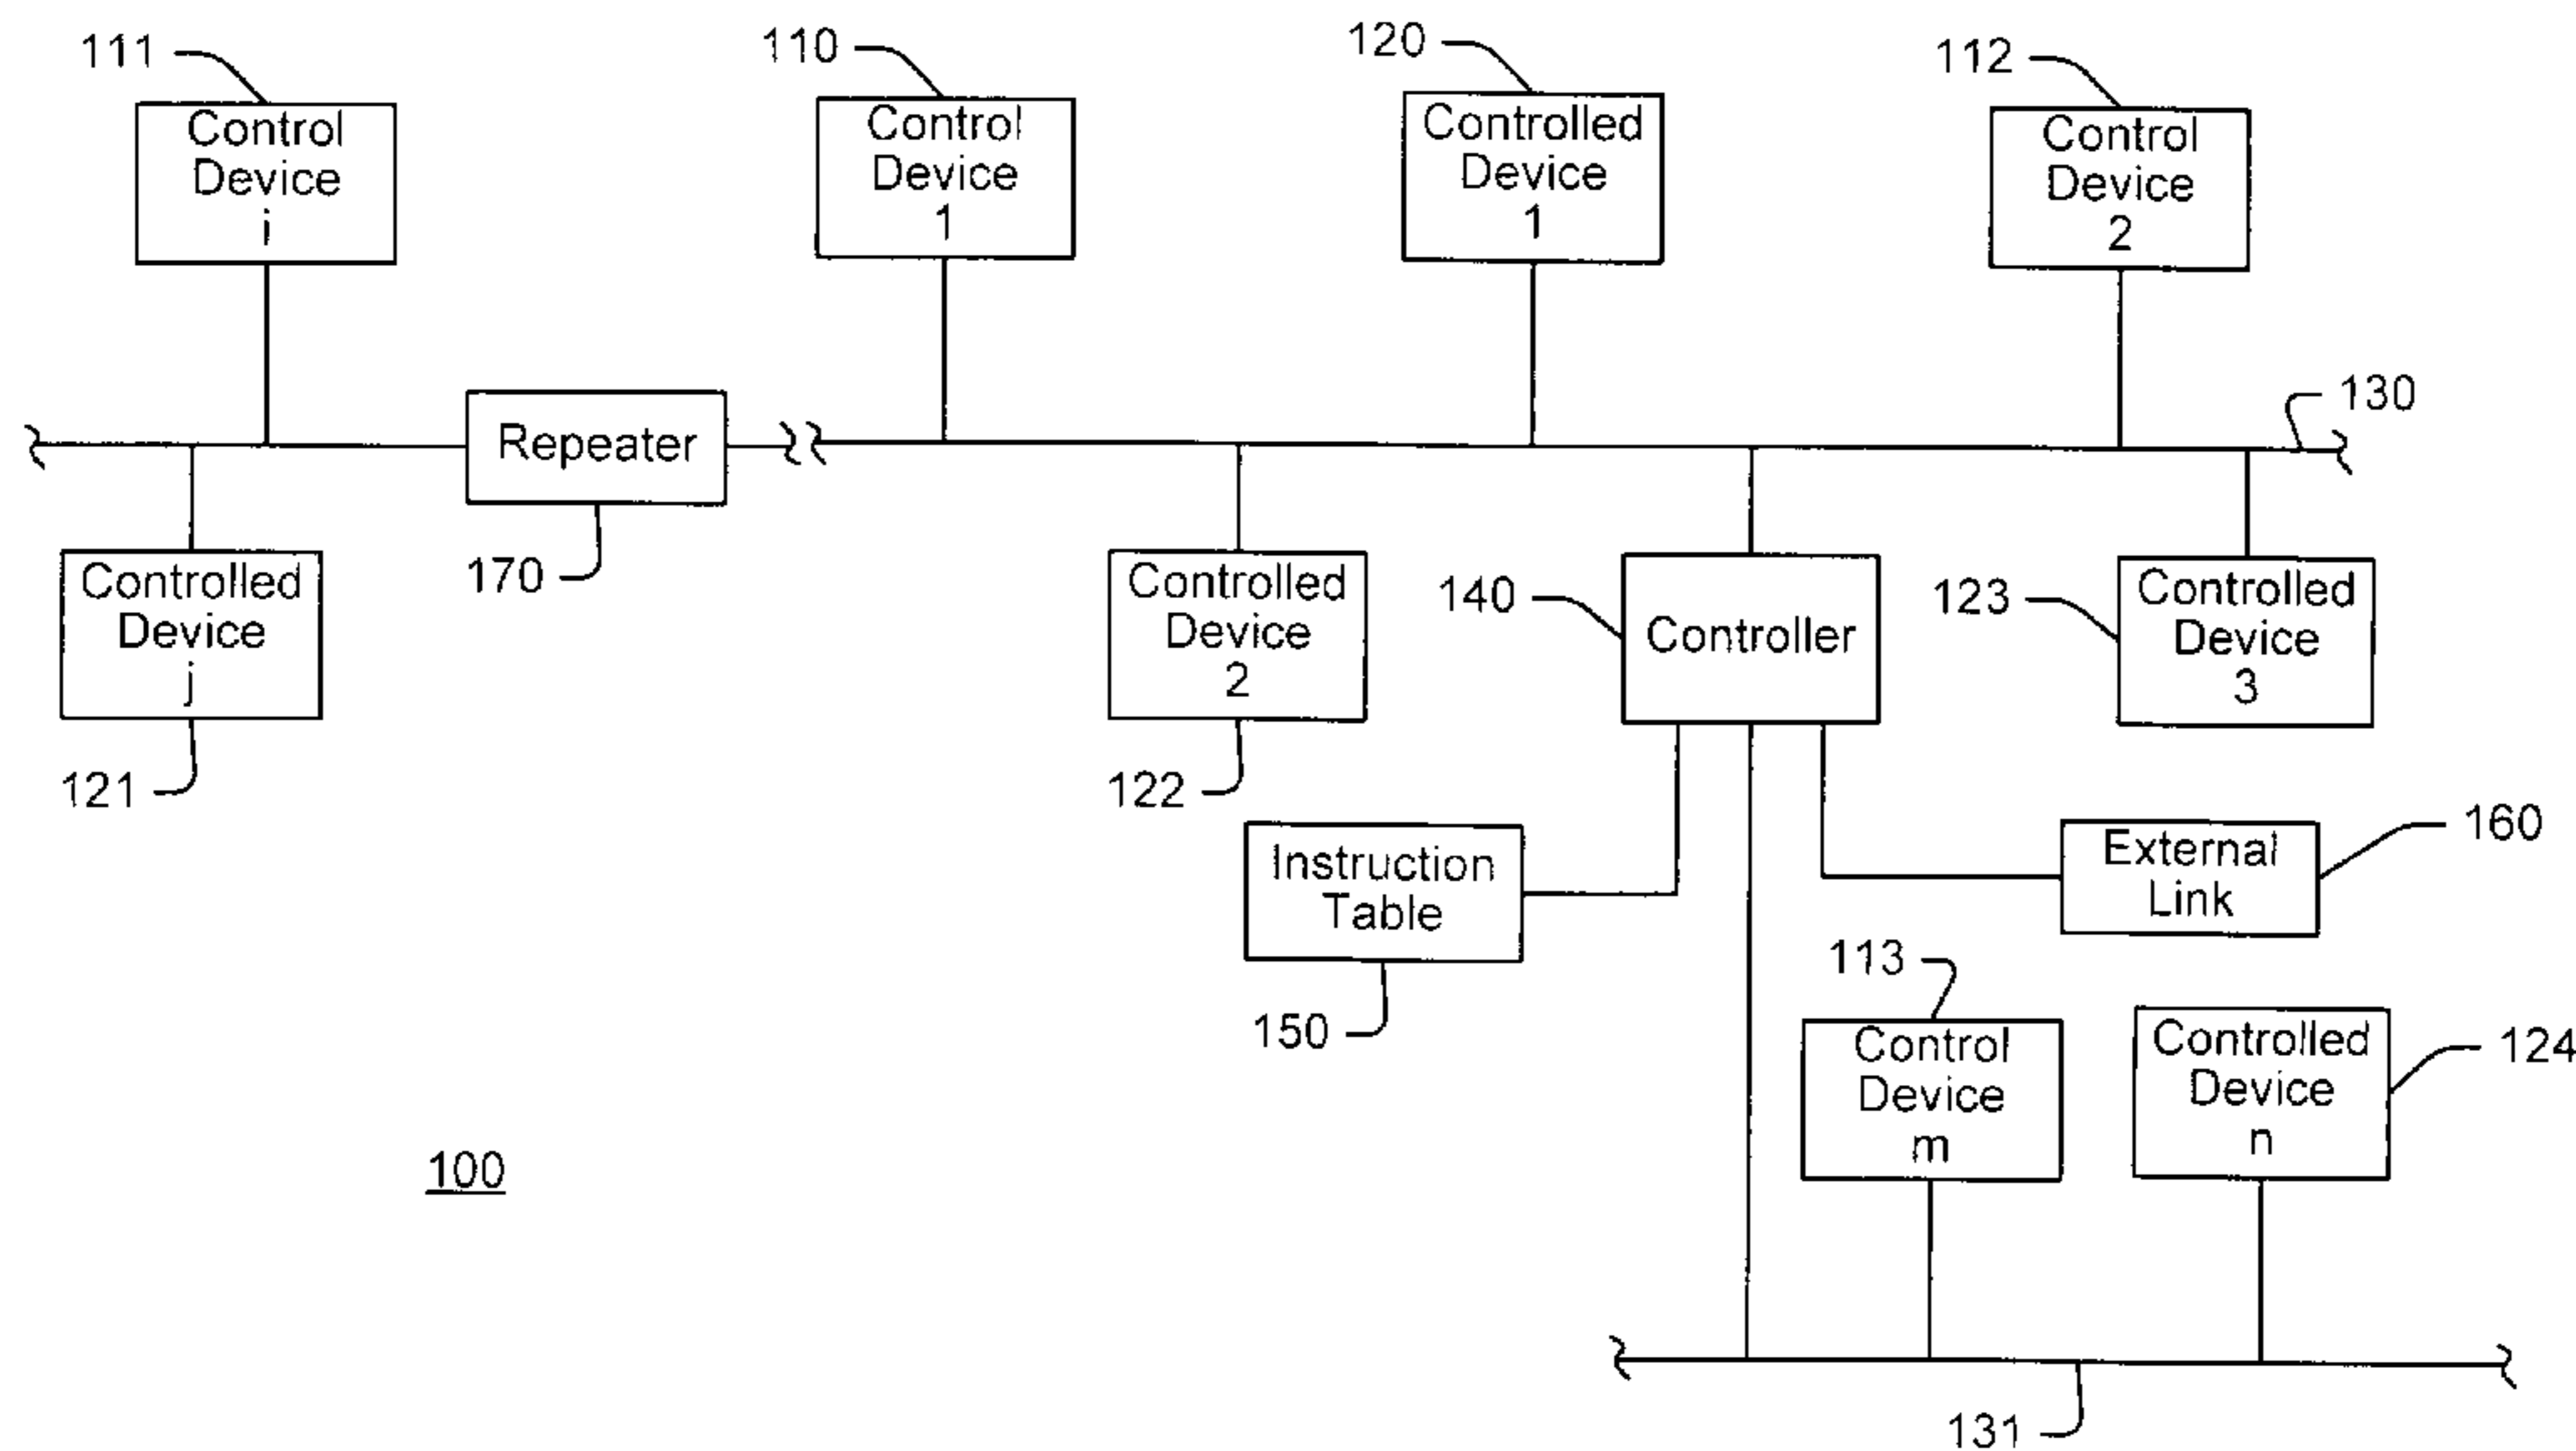 111
110
120
112
Control
Device
i
Control
Device
1
Controlled
Device
1
Control
Device
2
130
Repeater
170
Controlled
Device
j
121
Controlled
Device
2
122
140
Controller
123
Controlled
Device
3
Instruction
Table
150
External
Link
160
113
Control
Device
m
Controlled
Device
n
124
100
131